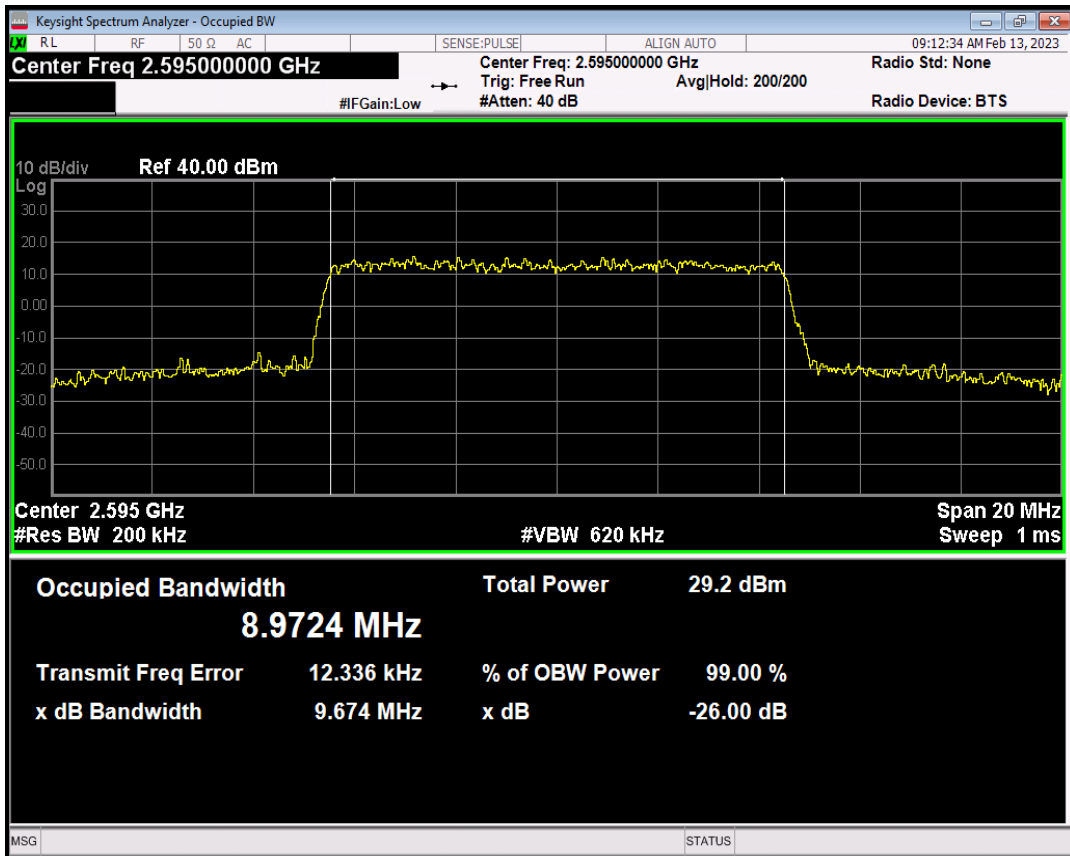 Keysight Spectrum Analyzer - Occupied BW
LXI RL RF 50 Ω AC SENSE:PULSE ALIGN AUTO 09:12:34 AM Feb 13, 2023
Center Freq 2.595000000 GHz Center Freq: 2.595000000 GHz Radio Std: None
Trig: Free Run Avg|Hold: 200/200
#IFGain:Low #Atten: 40 dB Radio Device: BTS
10 dB/div Ref 40.00 dBm
Log
30.0
20.0
10.0
0.00
-10.0
-20.0
-30.0
-40.0
-50.0
Center 2.595 GHz Span 20 MHz
#Res BW 200 kHz #VBW 620 kHz Sweep 1 ms
Occupied Bandwidth Total Power 29.2 dBm
8.9724 MHz
Transmit Freq Error 12.336 kHz % of OBW Power 99.00 %
x dB Bandwidth 9.674 MHz x dB -26.00 dB
MSG STATUS